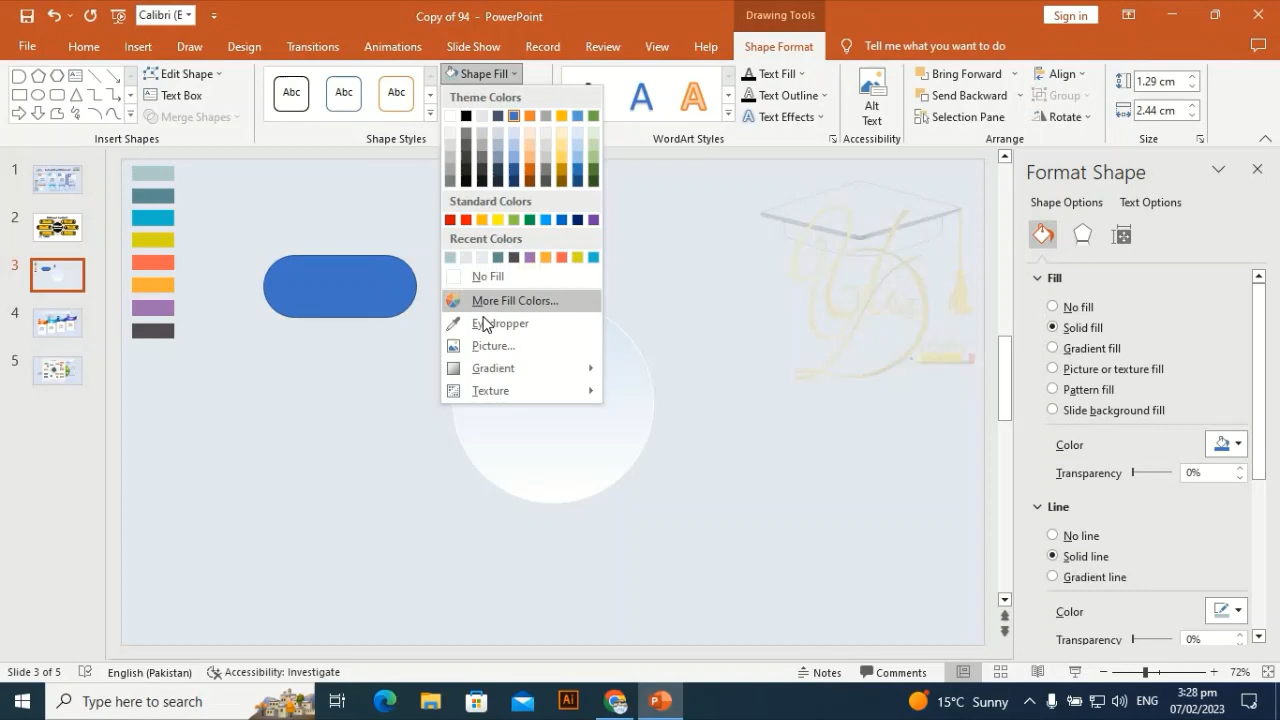 Calibri (E
Copy of 94 - PowerPoint
Drawing Tools
Sign in
File
Home
Insert
Draw
Design
Transitions
Animations
Slide Show
Record
Review
View
Help
Shape Format
Tell me what you want to do
Edit Shape
Text Box
Merge Shapes
Insert Shapes
Abc
Abc
Abc
Shape Styles
Shape Fill
A
A
WordArt Styles
Text Fill
Text Outline
Text Effects
Alt
Text
Accessibility
Bring Forward
Send Backward
Selection Pane
Align
Group
Rotate
Arrange
1.29 cm
2.44 cm
Size
Theme Colors
Standard Colors
Recent Colors
No Fill
More Fill Colors...
Eyedropper
Picture...
Gradient
Texture
1
2
3
4
5
Format Shape
Shape Options
Text Options
Fill
No fill
Solid fill
Gradient fill
Picture or texture fill
Pattern fill
Slide background fill
Color
Transparency
0%
Line
No line
Solid line
Gradient line
Color
Transparency
0%
Slide 3 of 5
English (Pakistan)
Accessibility: Investigate
Notes
Comments
72%
Type here to search
Ai
15°C Sunny
ENG
3:28 pm
07/02/2023